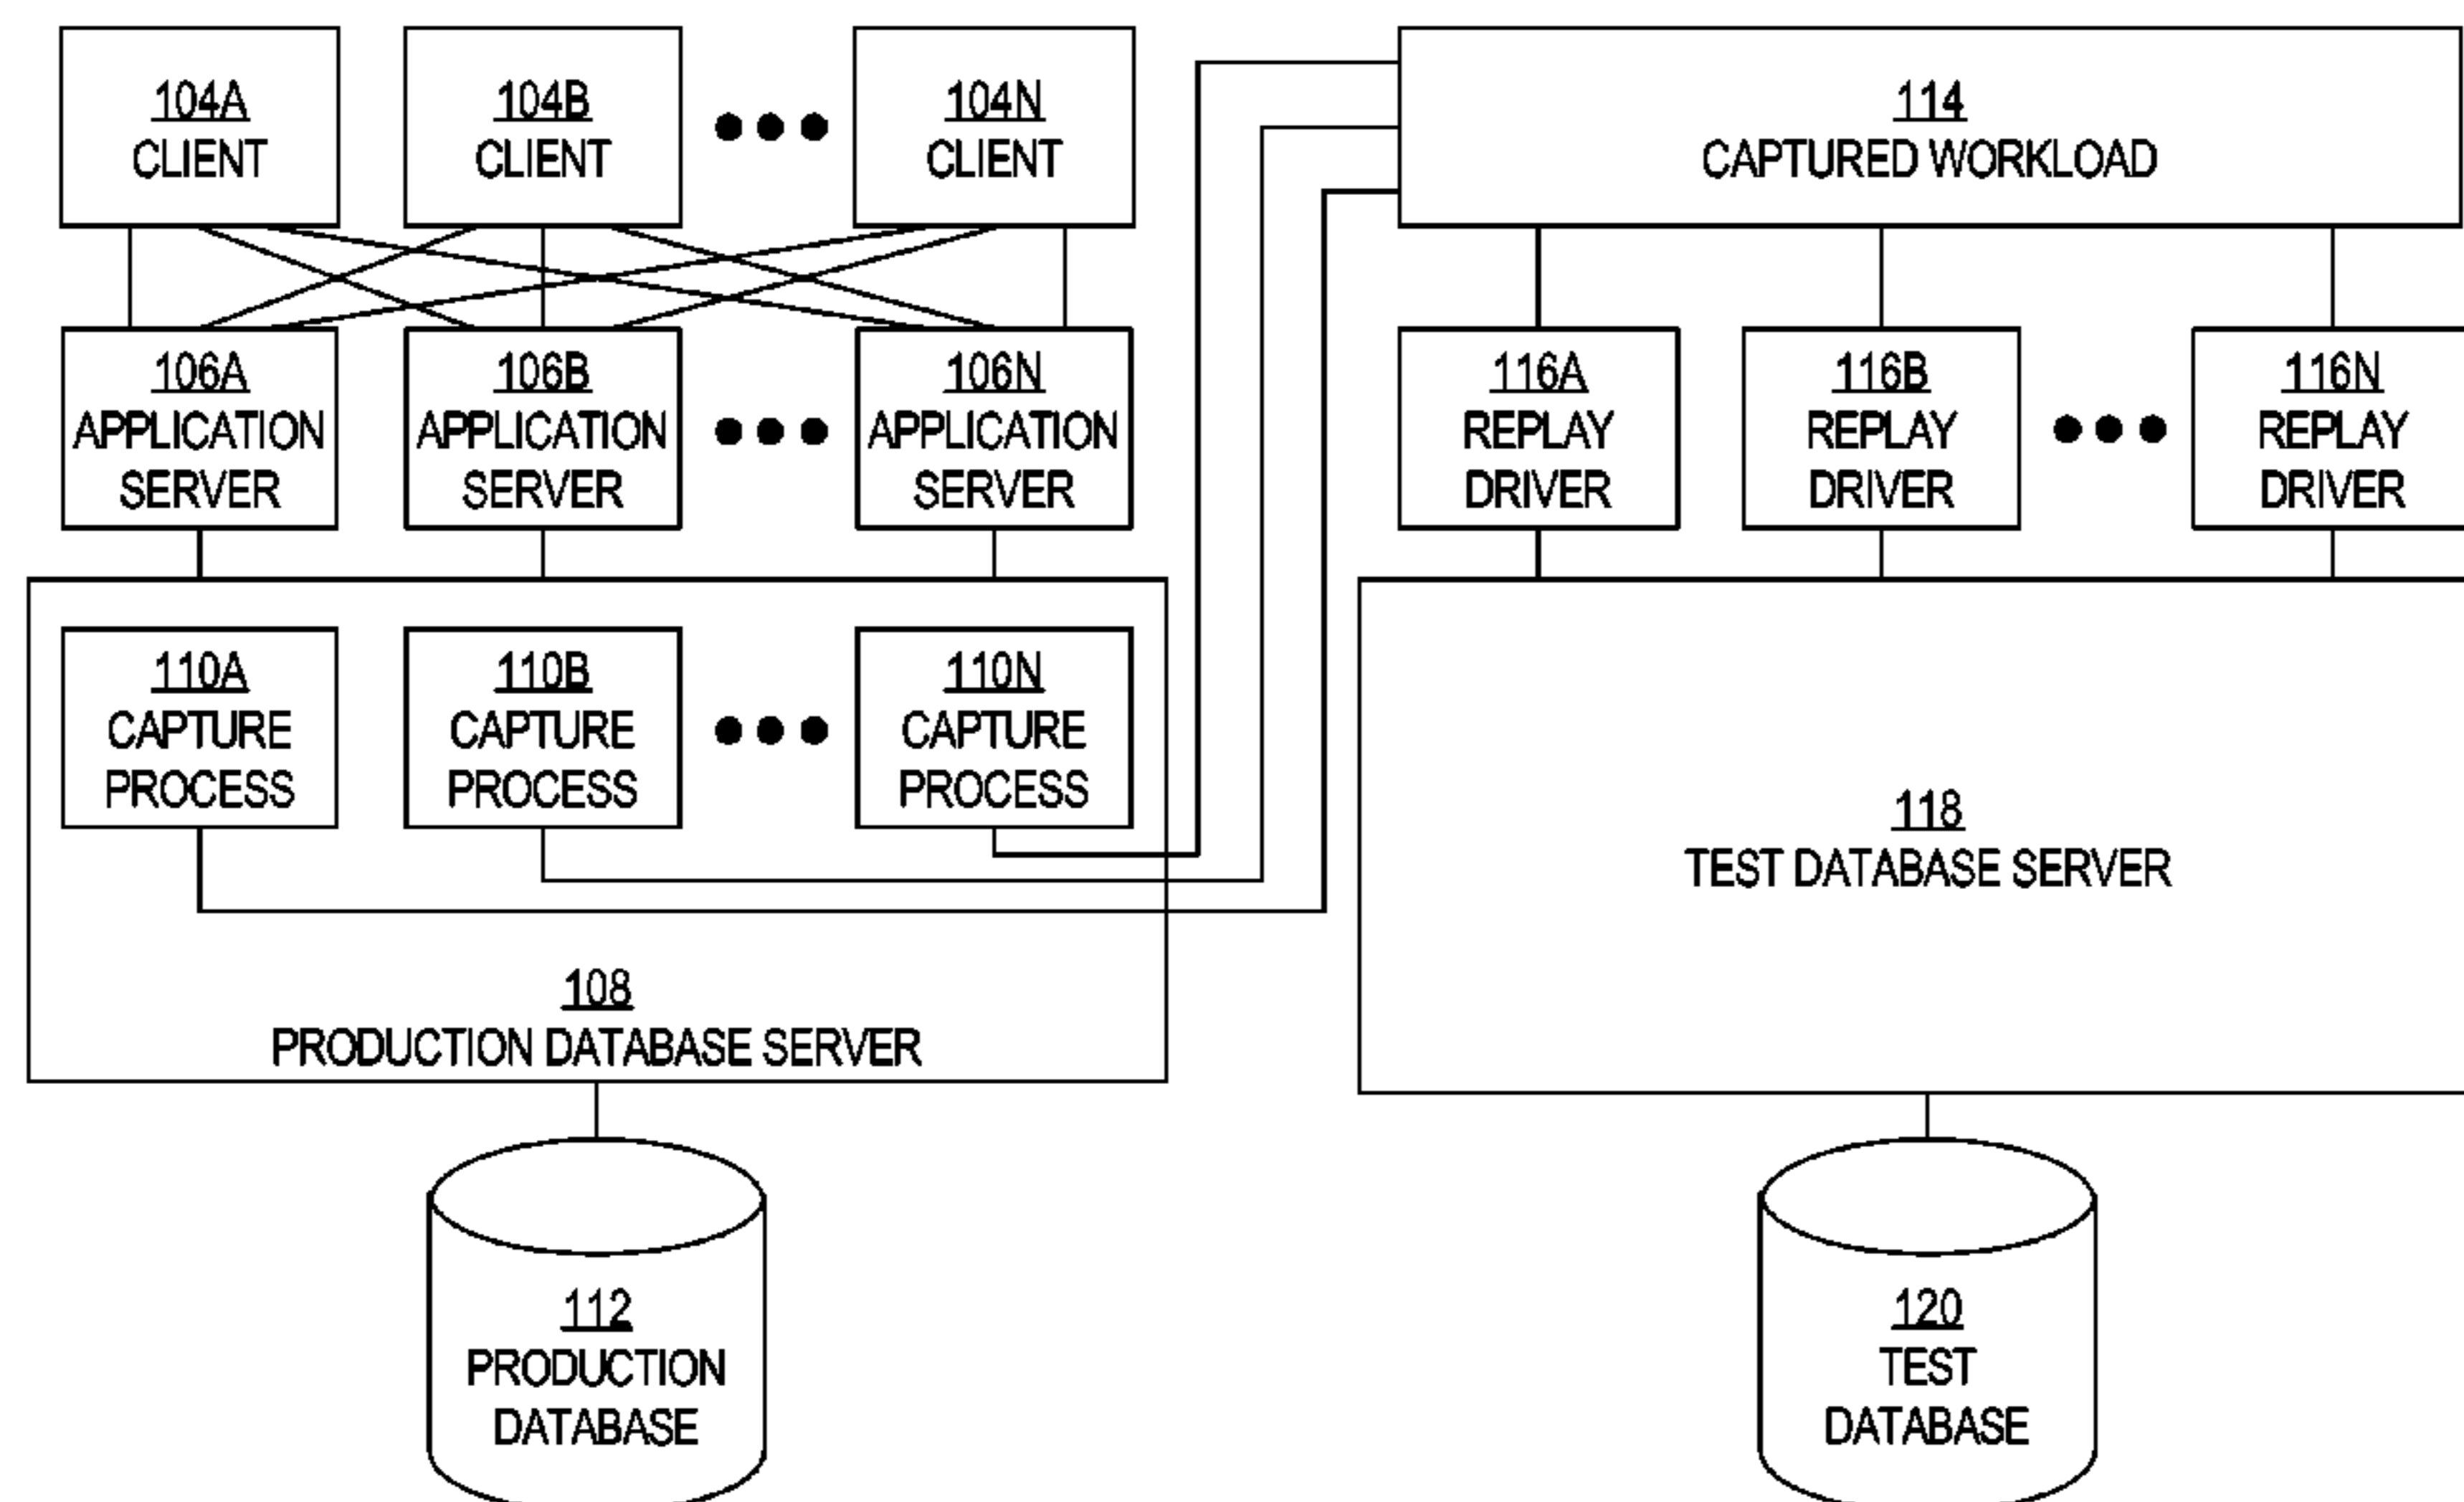 104A
CLIENT
104B
CLIENT
104N
CLIENT
114
CAPTURED WORKLOAD
106A
APPLICATION
SERVER
106B
APPLICATION
SERVER
106N
APPLICATION
SERVER
116A
REPLAY
DRIVER
116B
REPLAY
DRIVER
116N
REPLAY
DRIVER
110A
CAPTURE
PROCESS
110B
CAPTURE
PROCESS
110N
CAPTURE
PROCESS
108
PRODUCTION DATABASE SERVER
118
TEST DATABASE SERVER
112
PRODUCTION
DATABASE
120
TEST
DATABASE